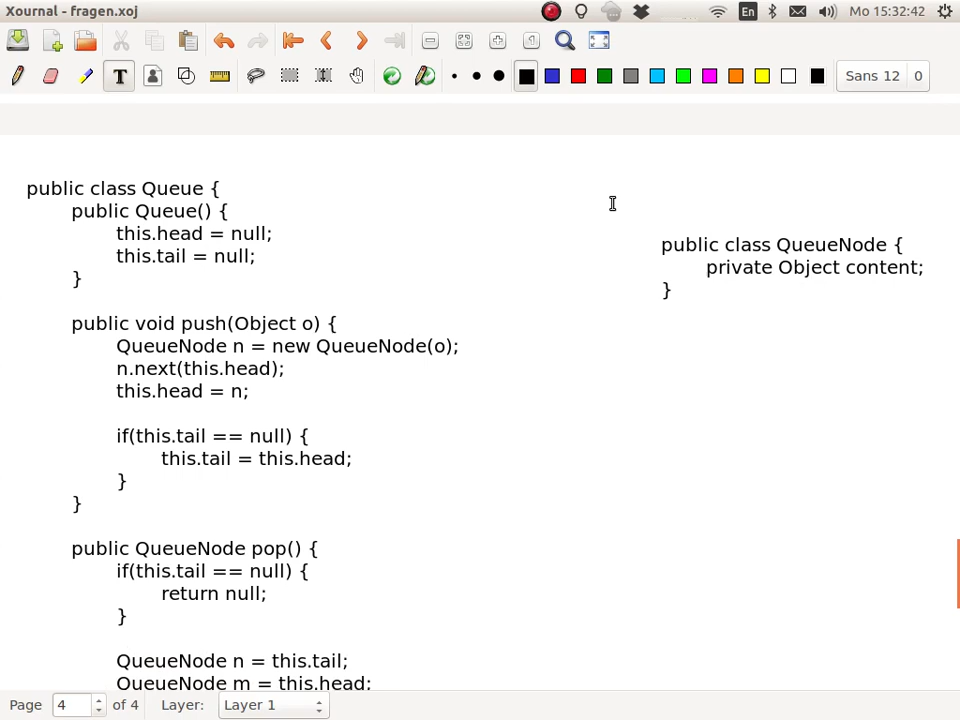 Xournal - fragen.xoj
En
Mo 15:32:42
T
Sans 12
0
public class Queue {
public Queue() {
this.head = null;
this.tail = null;
}
public void push(Object o) {
QueueNode n = new QueueNode(o);
n.next(this.head);
this.head = n;
if(this.tail == null) {
this.tail = this.head;
}
}
public QueueNode pop() {
if(this.tail == null) {
return null;
}
QueueNode n = this.tail;
QueueNode m = this.head;
public class QueueNode {
private Object content;
}
Page 4 of 4 Layer: Layer 1